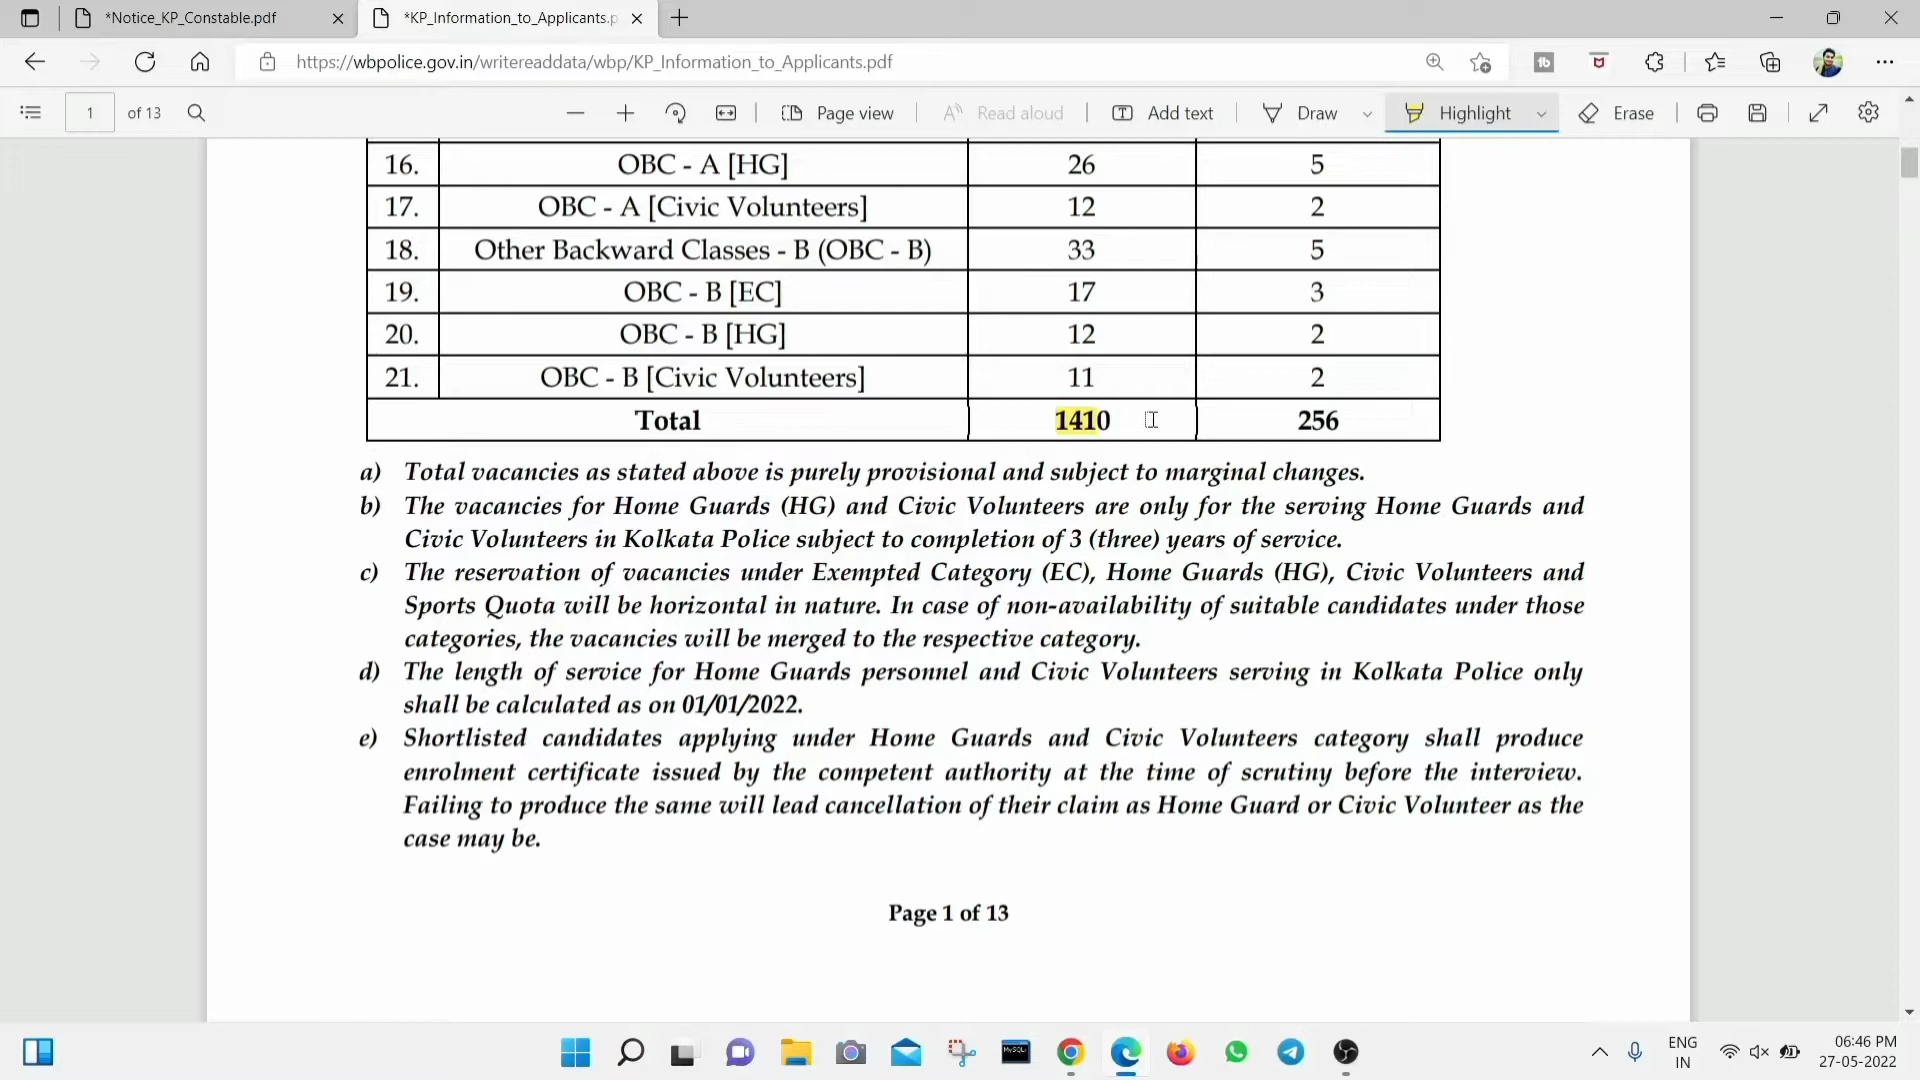 *Notice_KP_Constable.pdf
*KP_Information_to_Applicants.p
https://wbpolice.gov.in/writereaddata/wbp/KP_Information_to_Applicants.pdf
1 of 13
Page view
Read aloud
Add text
Draw
Highlight
Erase
16. OBC - A [HG] 26 5
17. OBC - A [Civic Volunteers] 12 2
18. Other Backward Classes - B (OBC - B) 33 5
19. OBC - B [EC] 17 3
20. OBC - B [HG] 12 2
21. OBC - B [Civic Volunteers] 11 2
Total 1410 256
a) Total vacancies as stated above is purely provisional and subject to marginal changes.
b) The vacancies for Home Guards (HG) and Civic Volunteers are only for the serving Home Guards and
Civic Volunteers in Kolkata Police subject to completion of 3 (three) years of service.
c) The reservation of vacancies under Exempted Category (EC), Home Guards (HG), Civic Volunteers and
Sports Quota will be horizontal in nature. In case of non-availability of suitable candidates under those
categories, the vacancies will be merged to the respective category.
d) The length of service for Home Guards personnel and Civic Volunteers serving in Kolkata Police only
shall be calculated as on 01/01/2022.
e) Shortlisted candidates applying under Home Guards and Civic Volunteers category shall produce
enrolment certificate issued by the competent authority at the time of scrutiny before the interview.
Failing to produce the same will lead cancellation of their claim as Home Guard or Civic Volunteer as the
case may be.
Page 1 of 13
MySQL
ENG
IN
06:46 PM
27-05-2022